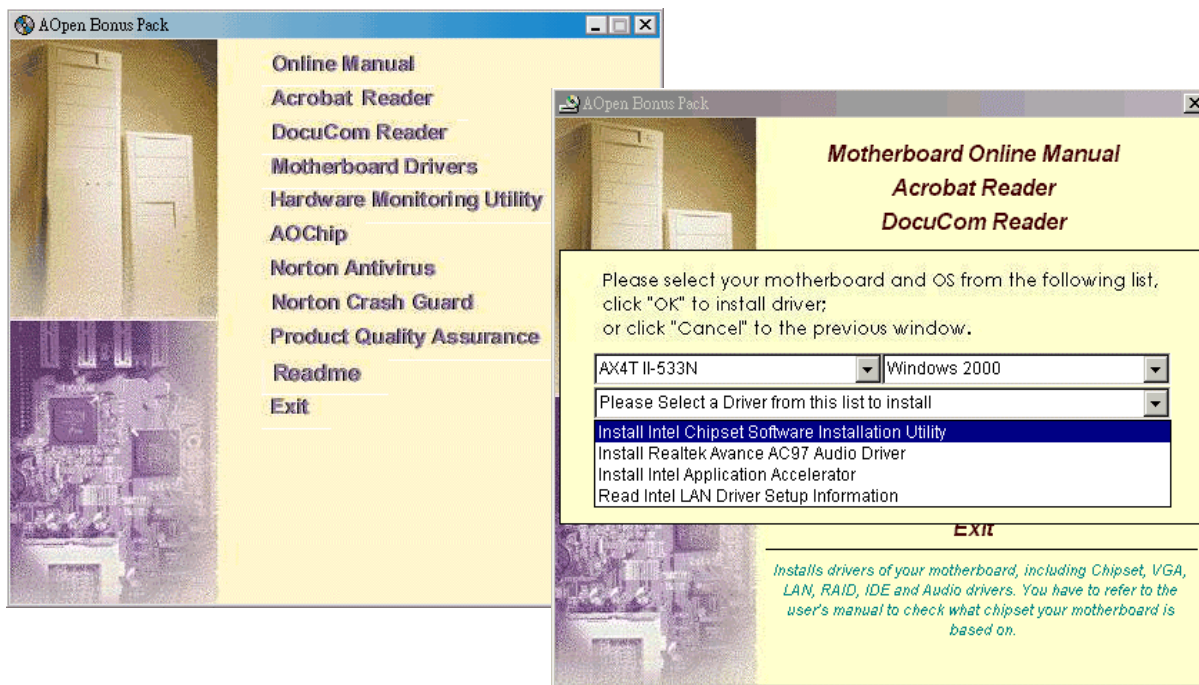 AOpen Bonus Pack
Online Manual
Acrobat Reader
DocuCom Reader
Motherboard Drivers
Hardware Monitoring Utility
AOChip
Norton Antivirus
Norton Crash Guard
Product Quality Assurance
Readme
Exit
AOpen Bonus Pack
Motherboard Online Manual
Acrobat Reader
DocuCom Reader
Please select your motherboard and OS from the following list,
click "OK" to install driver;
or click "Cancel" to the previous window.
AX4T II-533N
Windows 2000
Please Select a Driver from this list to install
Install Intel Chipset Software Installation Utility
Install Realtek Avance AC97 Audio Driver
Install Intel Application Accelerator
Read Intel LAN Driver Setup Information
Exit
Installs drivers of your motherboard, including Chipset, VGA,
LAN, RAID, IDE and Audio drivers. You have to refer to the
user's manual to check what chipset your motherboard is
based on.